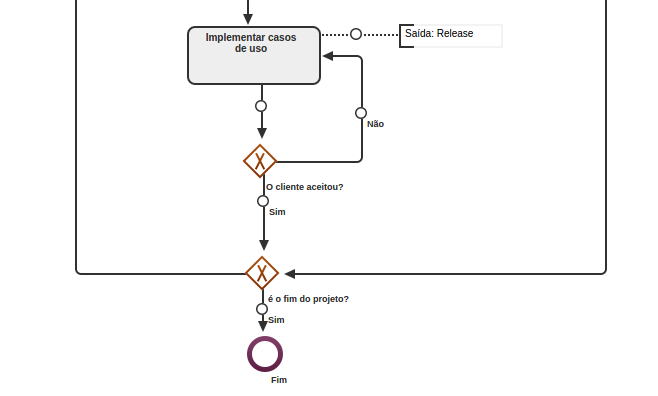 Implementar casos
de uso
Saída: Release
Não
O cliente aceitou?
Sim
é o fim do projeto?
Sim
Fim